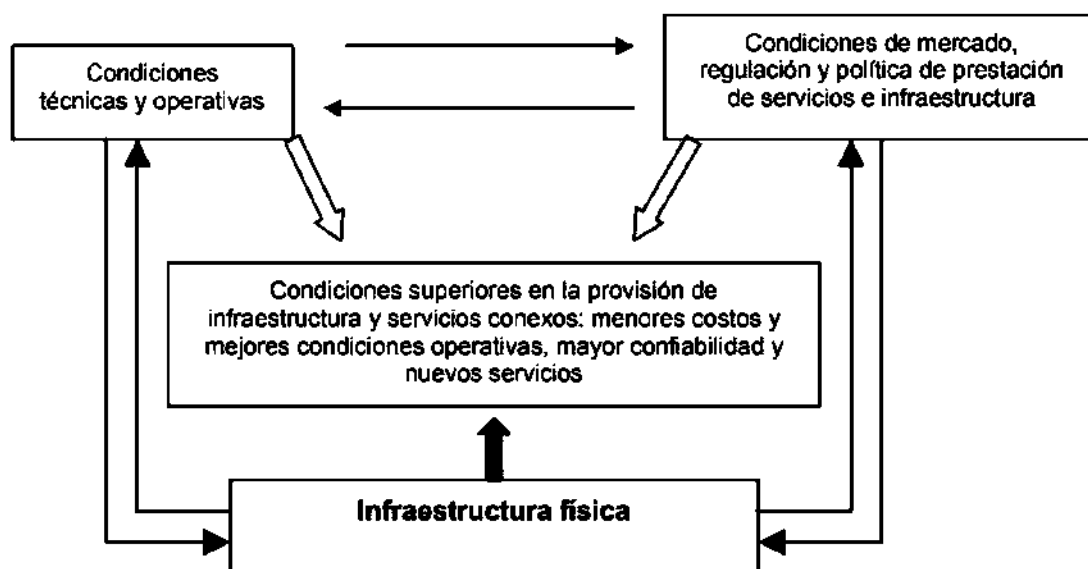 Condiciones
técnicas y operativas
Condiciones de mercado,
regulación y política de prestación
de servicios e infraestructura
Condiciones superiores en la provisión de
infraestructura y servicios conexos: menores costos y
mejores condiciones operativas, mayor confiabilidad y
nuevos servicios
Infraestructura física